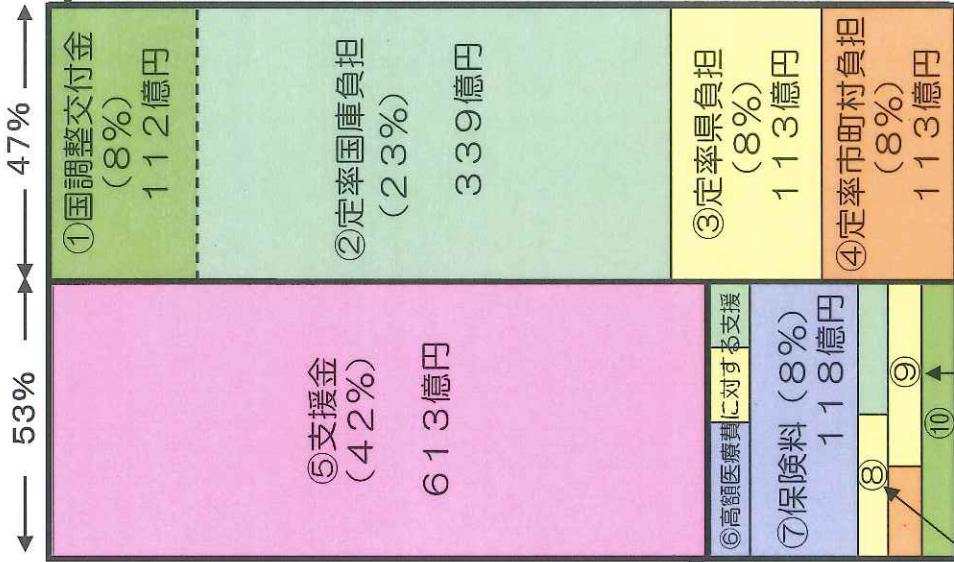 53%
47%
⑤支援金
(42%)
613億円
⑥高額医療費に対する支援
⑦保険料 (8%)
118億円
⑧
⑨
⑩
①国調整交付金
(8%)
112億円
②定率国庫負担
(23%)
339億円
③定率県負担
(8%)
113億円
④定率市町村負担
(8%)
113億円